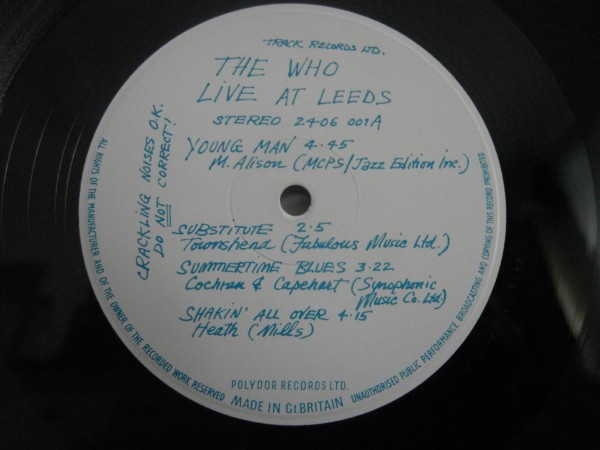 TRACK RECORDS LTD.
THE WHO
LIVE AT LEEDS
STEREO 2406 001A
YOUNG MAN 4.45
M. Alison (MCPS/Jazz Edition Inc.)
SUBSTITUTE 2.5
Townshend (Fabulous Music Ltd.)
SUMMERTIME BLUES 3.22
Cochran & Capehart (Synophonic
Music Co. Ltd)
SHAKIN' ALL OVER 4.15
Heath (Mills)
CRACKLING NOISES O.K.
DO NOT CORRECT!
POLYDOR RECORDS LTD.
MADE IN Gt.BRITAIN
ALL RIGHTS OF THE MANUFACTURER AND OF THE OWNER OF THE RECORDED WORK RESERVED
UNAUTHORISED PUBLIC PERFORMANCE BROADCASTING AND COPYING OF THIS RECORD PROHIBITED